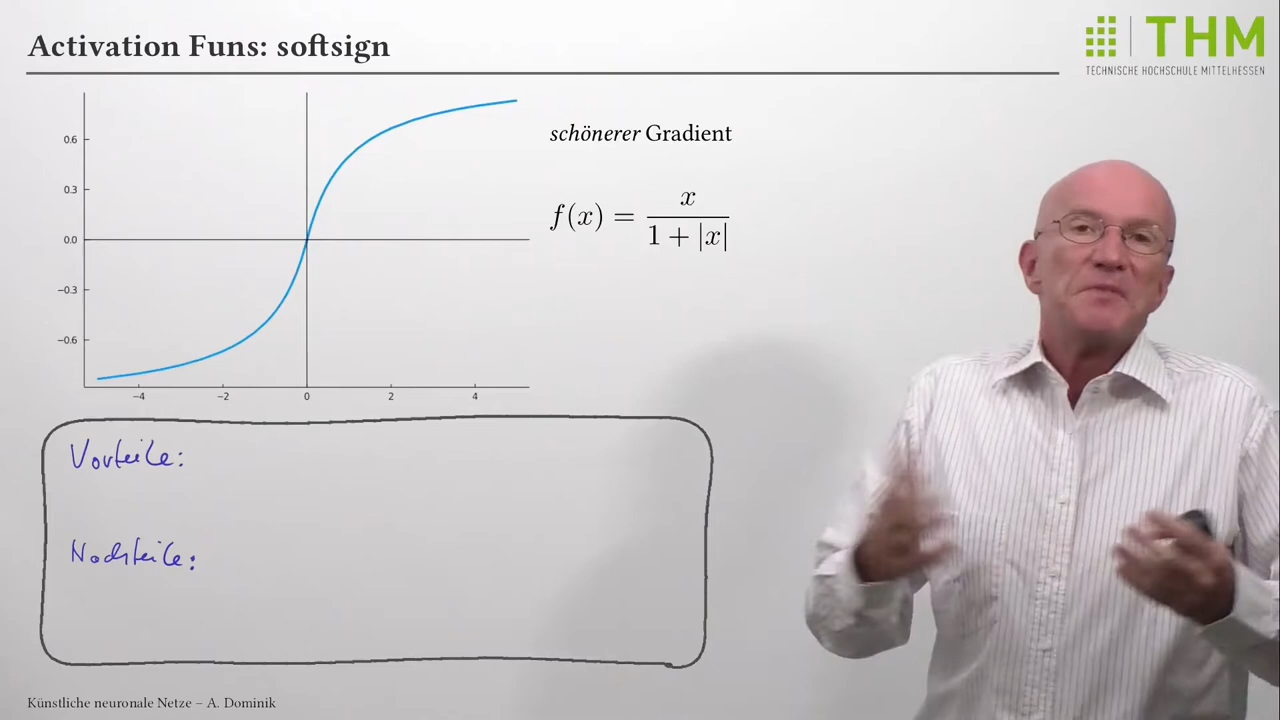 Activation Funs: softsign
THM
TECHNISCHE HOCHSCHULE MITTELHESSEN
0.6
0.3
0.0
−0.3
−0.6
−4 −2 0 2 4
schönerer Gradient
f(x) = x / (1 + |x|)
Vorteile:
Nachteile:
Künstliche neuronale Netze – A. Dominik